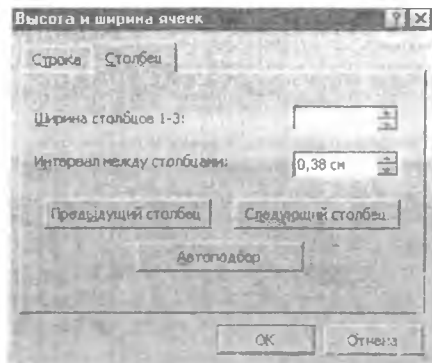 Высота и ширина ячеек
Строка Столбец
Ширина столбцов 1-3:
Интервал между столбцами: 0,38 см
Предыдущий столбец Следующий столбец
Автоподбор
ОК Отмена